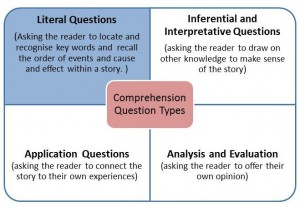 Literal Questions
(Asking the reader to locate and
recognise key words and recall
the order of events and cause
and effect within a story. )
Inferential and
Interpretative Questions
(asking the reader to draw on
other knowledge to make sense
of the story)
Comprehension
Question Types
Application Questions
(asking the reader to connect the
story to their own experiences)
Analysis and Evaluation
(asking the reader to offer their
own opinion)